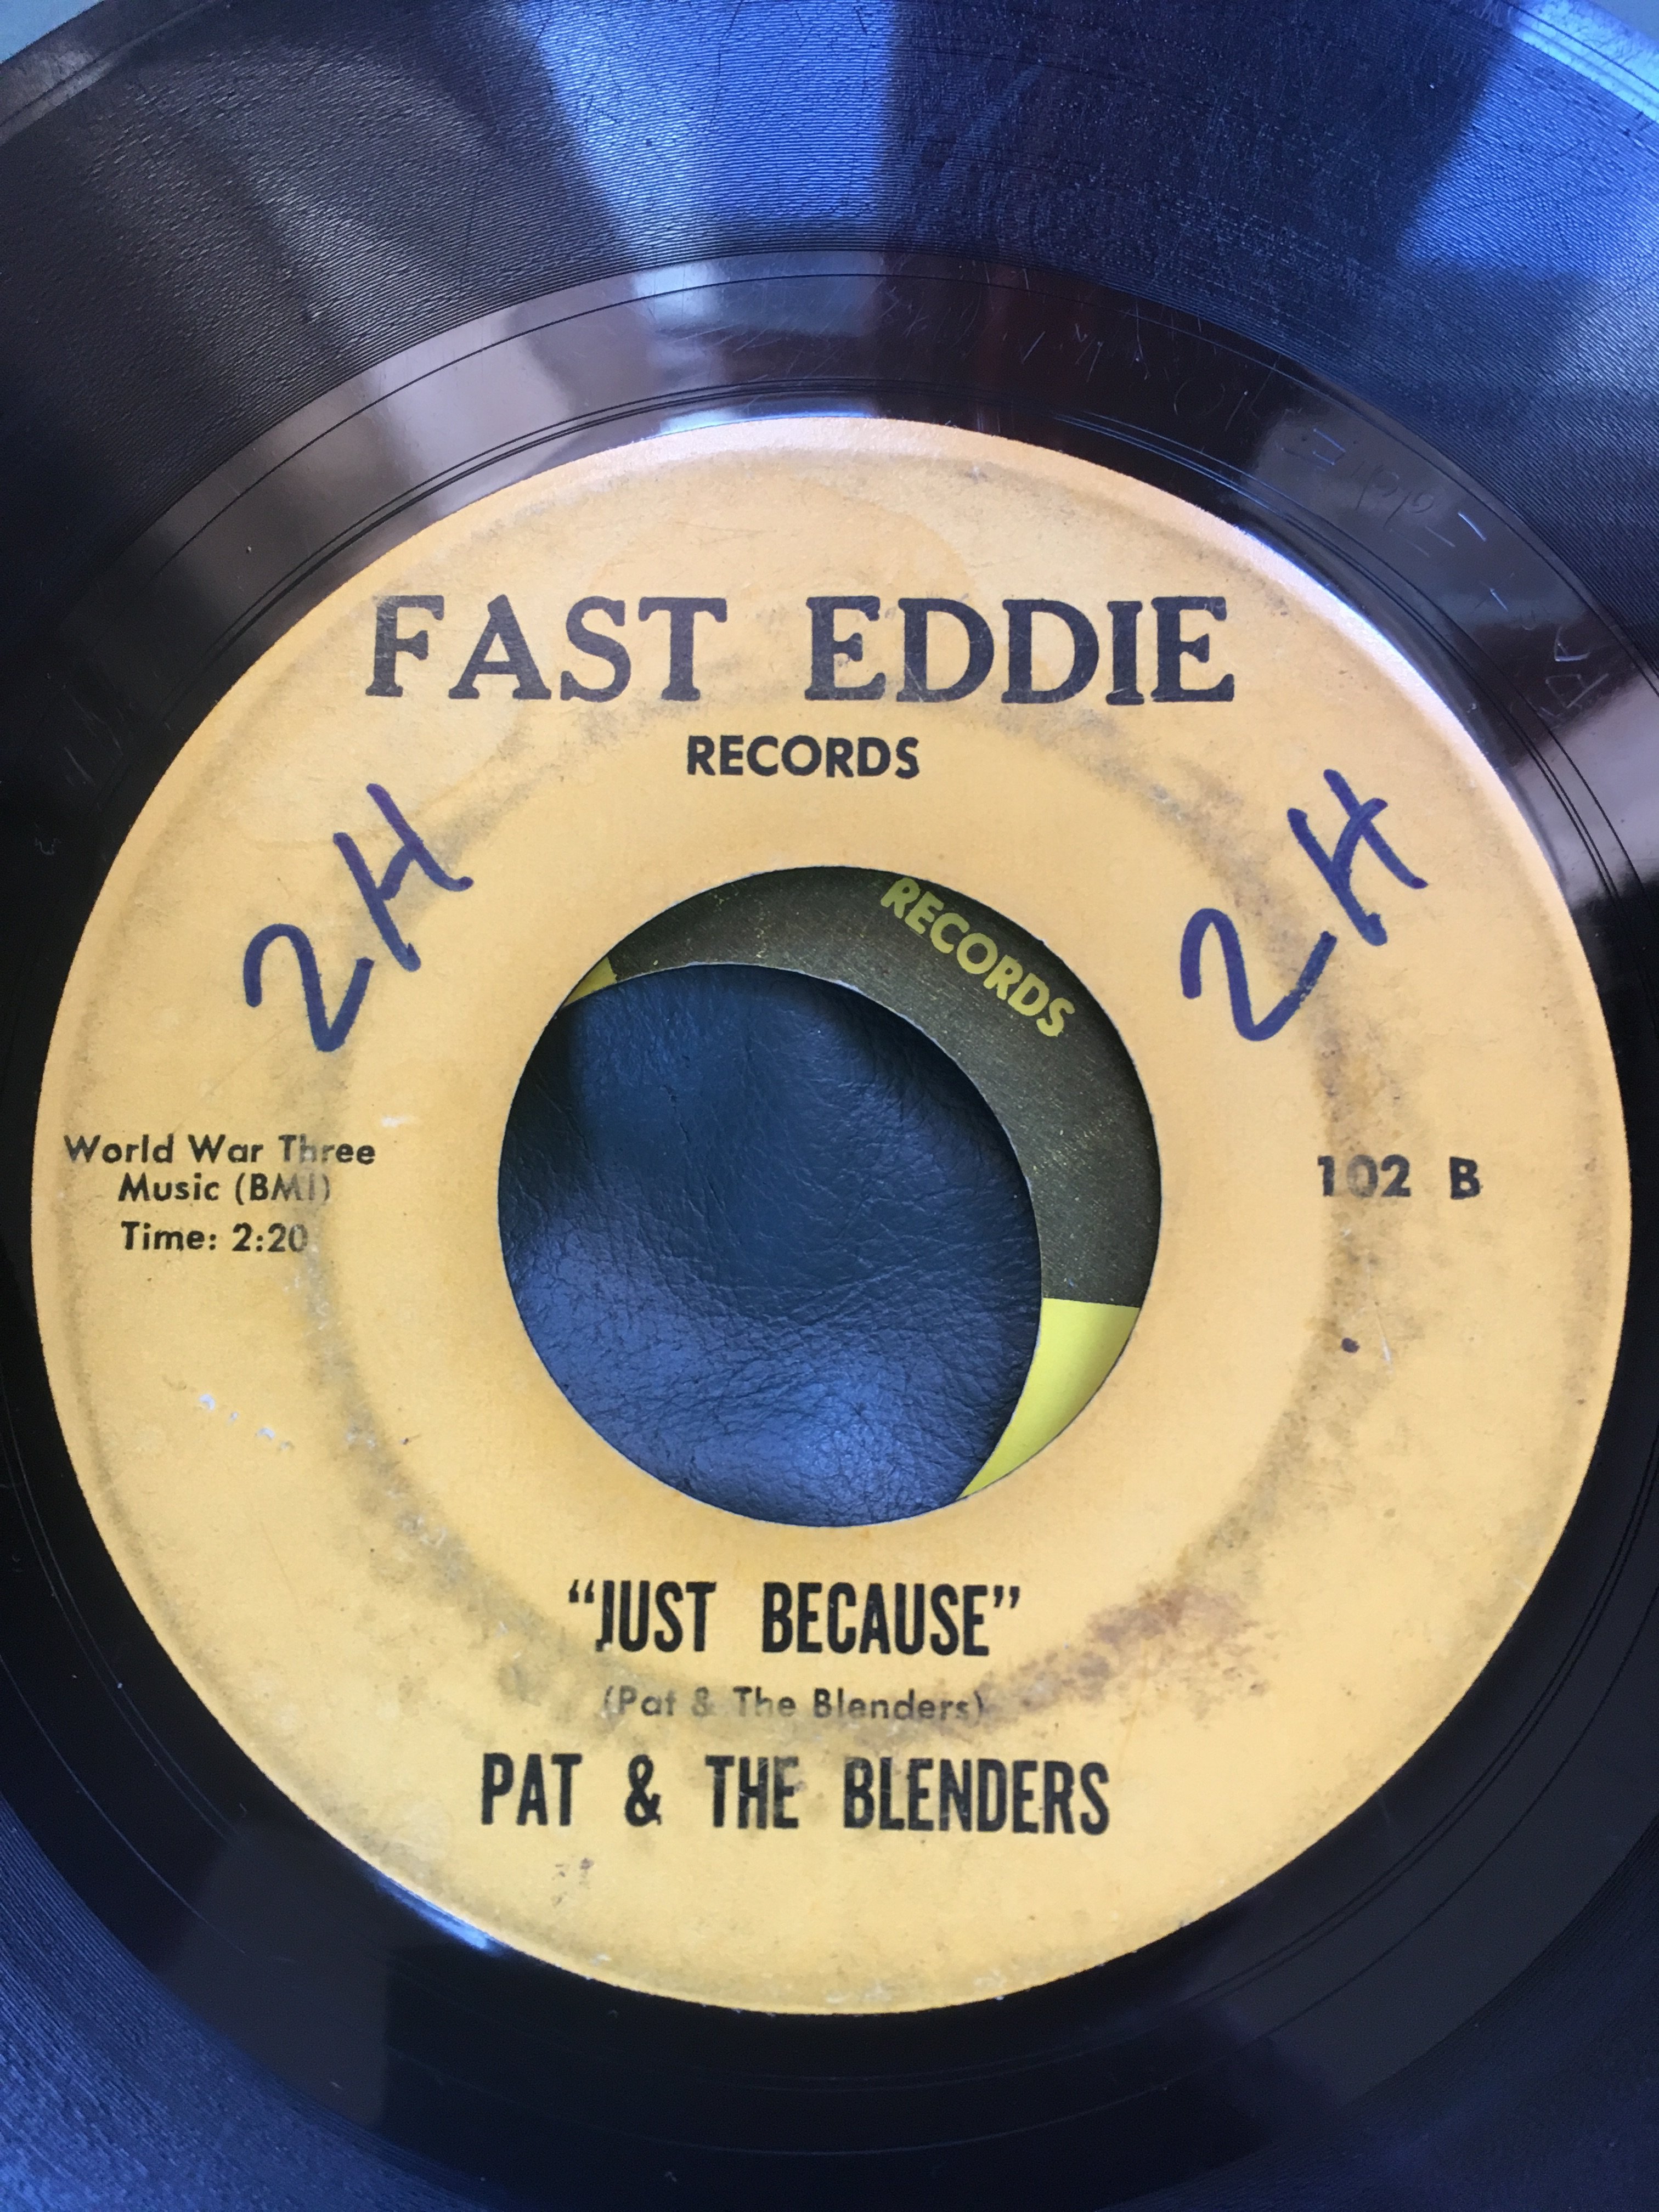 FAST EDDIE
RECORDS
2H
2H
RECORDS
World War Three
Music (BMI)
Time: 2:20
102 B
“JUST BECAUSE”
(Pat & The Blenders)
PAT & THE BLENDERS